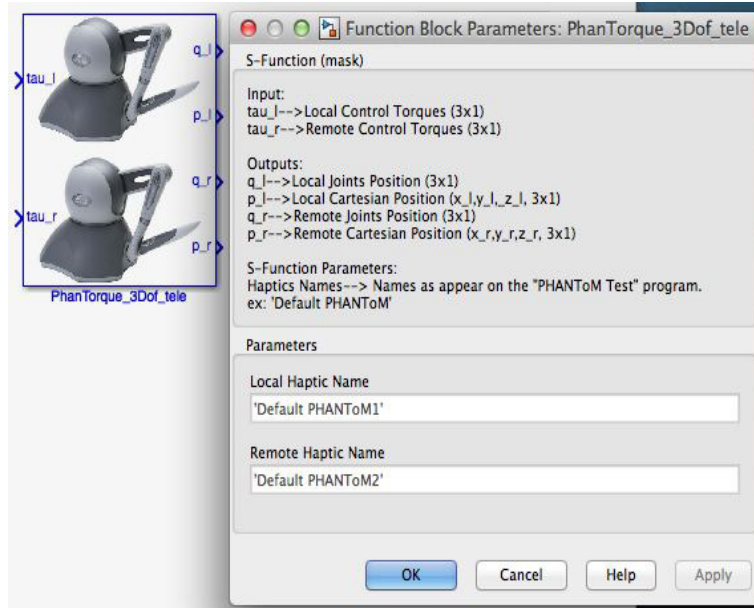 tau_l
q_l
p_l
tau_r
q_r
p_r
PhanTorque_3Dof_tele
Function Block Parameters: PhanTorque_3Dof_tele
S-Function (mask)
Input:
tau_l-->Local Control Torques (3x1)
tau_r-->Remote Control Torques (3x1)
Outputs:
q_l-->Local Joints Position (3x1)
p_l-->Local Cartesian Position (x_l,y_l,_z_l, 3x1)
q_r-->Remote Joints Position (3x1)
p_r-->Remote Cartesian Position (x_r,y_r,z_r, 3x1)
S-Function Parameters:
Haptics Names--> Names as appear on the "PHANToM Test" program.
ex: 'Default PHANToM'
Parameters
Local Haptic Name
'Default PHANToM1'
Remote Haptic Name
'Default PHANToM2'
OK Cancel Help Apply